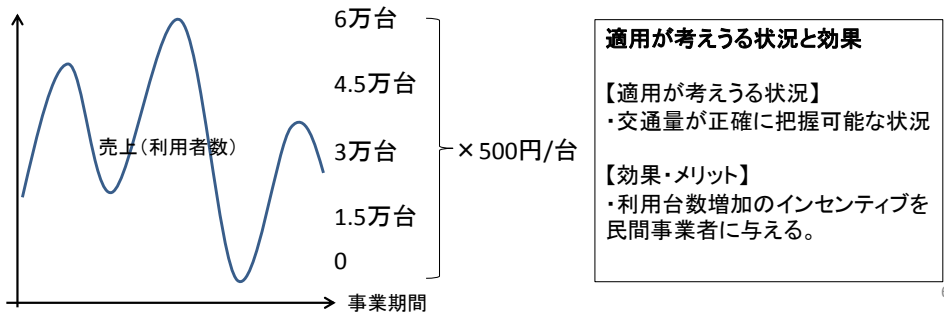 6万台
4.5万台
売上(利用者数)
3万台
×500円/台
1.5万台
0
事業期間
適用が考えうる状況と効果
【適用が考えうる状況】
・交通量が正確に把握可能な状況
【効果・メリット】
・利用台数増加のインセンティブを
民間事業者に与える。
6